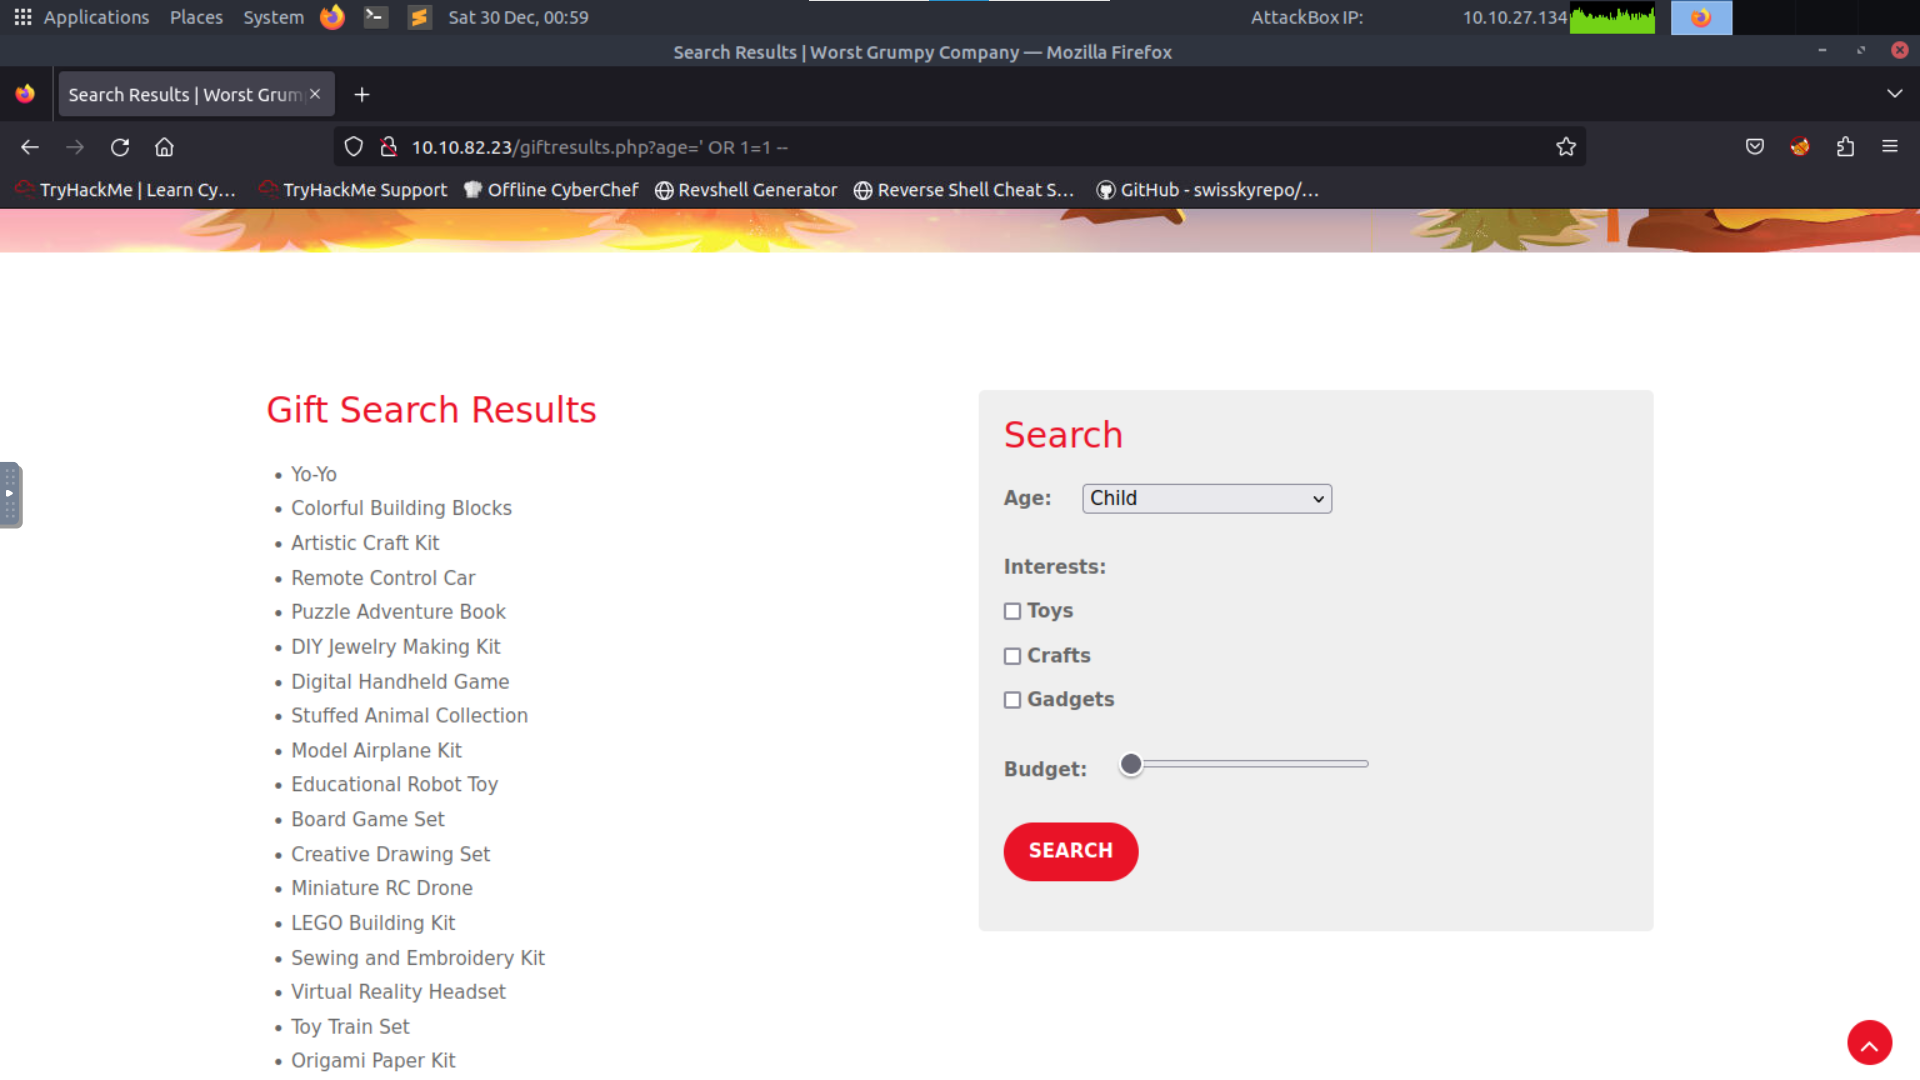 Applications Places System Sat 30 Dec, 00:59 AttackBox IP: 10.10.27.134
Search Results | Worst Grumpy Company — Mozilla Firefox
Search Results | Worst Grum
10.10.82.23/giftresults.php?age=' OR 1=1 --
TryHackMe | Learn Cy... TryHackMe Support Offline CyberChef Revshell Generator Reverse Shell Cheat S... GitHub - swisskyrepo/...
Gift Search Results
• Yo-Yo
• Colorful Building Blocks
• Artistic Craft Kit
• Remote Control Car
• Puzzle Adventure Book
• DIY Jewelry Making Kit
• Digital Handheld Game
• Stuffed Animal Collection
• Model Airplane Kit
• Educational Robot Toy
• Board Game Set
• Creative Drawing Set
• Miniature RC Drone
• LEGO Building Kit
• Sewing and Embroidery Kit
• Virtual Reality Headset
• Toy Train Set
• Origami Paper Kit
Search
Age: Child
Interests:
Toys
Crafts
Gadgets
Budget:
SEARCH